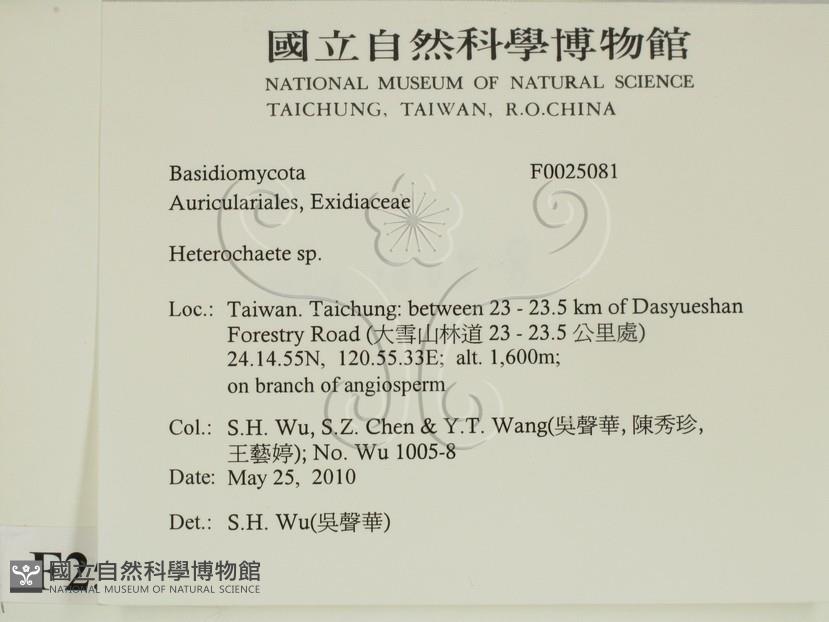 國立自然科學博物館
NATIONAL MUSEUM OF NATURAL SCIENCE
TAICHUNG, TAIWAN, R.O.CHINA
Basidiomycota F0025081
Auriculariales, Exidiaceae
Heterochaete sp.
Loc.: Taiwan. Taichung: between 23 - 23.5 km of Dasyueshan
Forestry Road (大雪山林道 23 - 23.5 公里處)
24.14.55N, 120.55.33E; alt. 1,600m;
on branch of angiosperm
Col.: S.H. Wu, S.Z. Chen & Y.T. Wang(吳聲華, 陳秀珍,
王藝婷); No. Wu 1005-8
Date: May 25, 2010
Det.: S.H. Wu(吳聲華)
F2
國立自然科學博物館
NATIONAL MUSEUM OF NATURAL SCIENCE